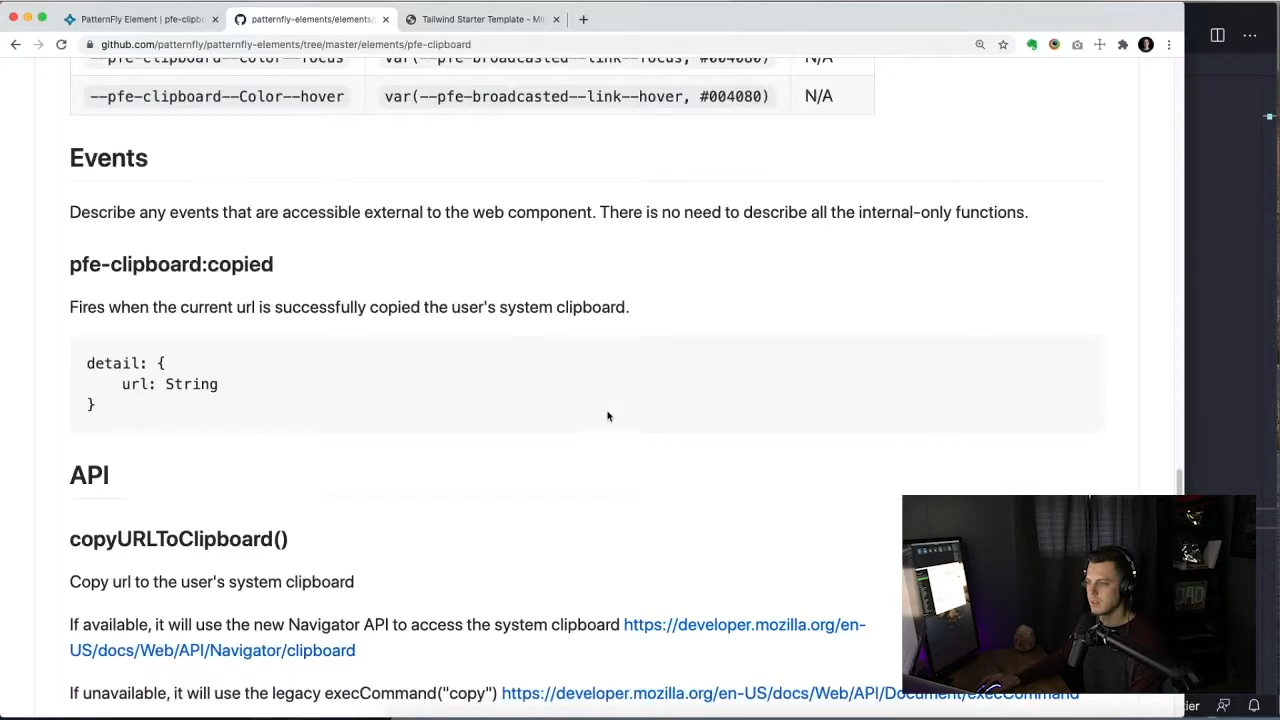 PatternFly Element | pfe-clipb
patternfly-elements/elements/
Tailwind Starter Template - Mi
github.com/patternfly/patternfly-elements/tree/master/elements/pfe-clipboard
--pfe-clipboard--Color--focus var(--pfe-broadcasted--link--focus, #004080) N/A
--pfe-clipboard--Color--hover var(--pfe-broadcasted--link--hover, #004080) N/A
Events
Describe any events that are accessible external to the web component. There is no need to describe all the internal-only functions.
pfe-clipboard:copied
Fires when the current url is successfully copied the user's system clipboard.
detail: {
url: String
}
API
copyURLToClipboard()
Copy url to the user's system clipboard
If available, it will use the new Navigator API to access the system clipboard https://developer.mozilla.org/en-
US/docs/Web/API/Navigator/clipboard
If unavailable, it will use the legacy execCommand("copy") https://developer.mozilla.org/en-US/docs/Web/API/Document/execCommand
tier